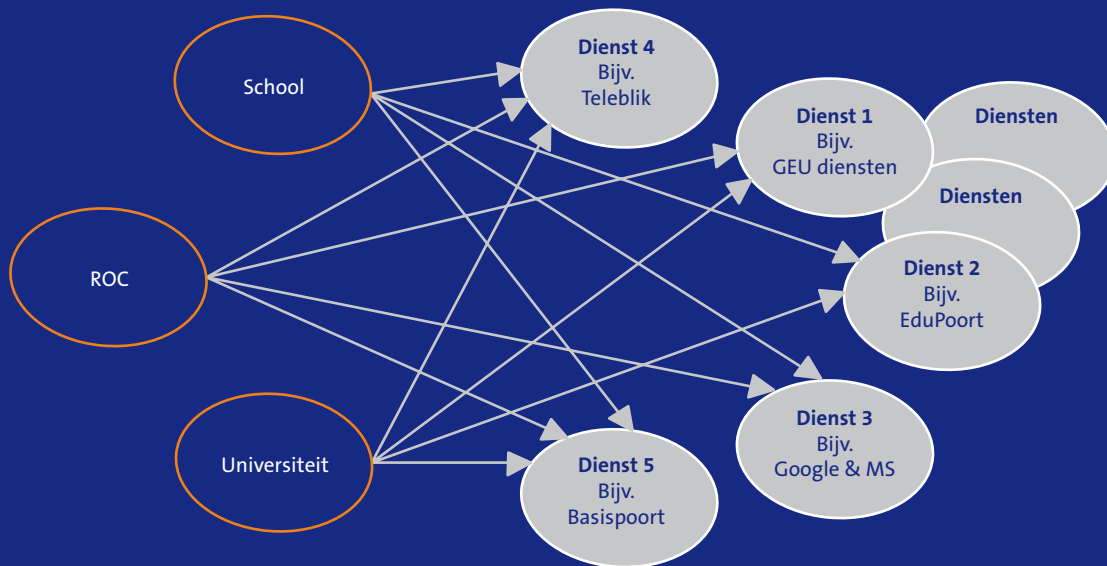 School
Dienst 4
Bijv.
Teleblik
Dienst 1
Bijv.
GEU diensten
Diensten
Diensten
ROC
Dienst 2
Bijv.
EduPoort
Universiteit
Dienst 5
Bijv.
Basispoort
Dienst 3
Bijv.
Google & MS